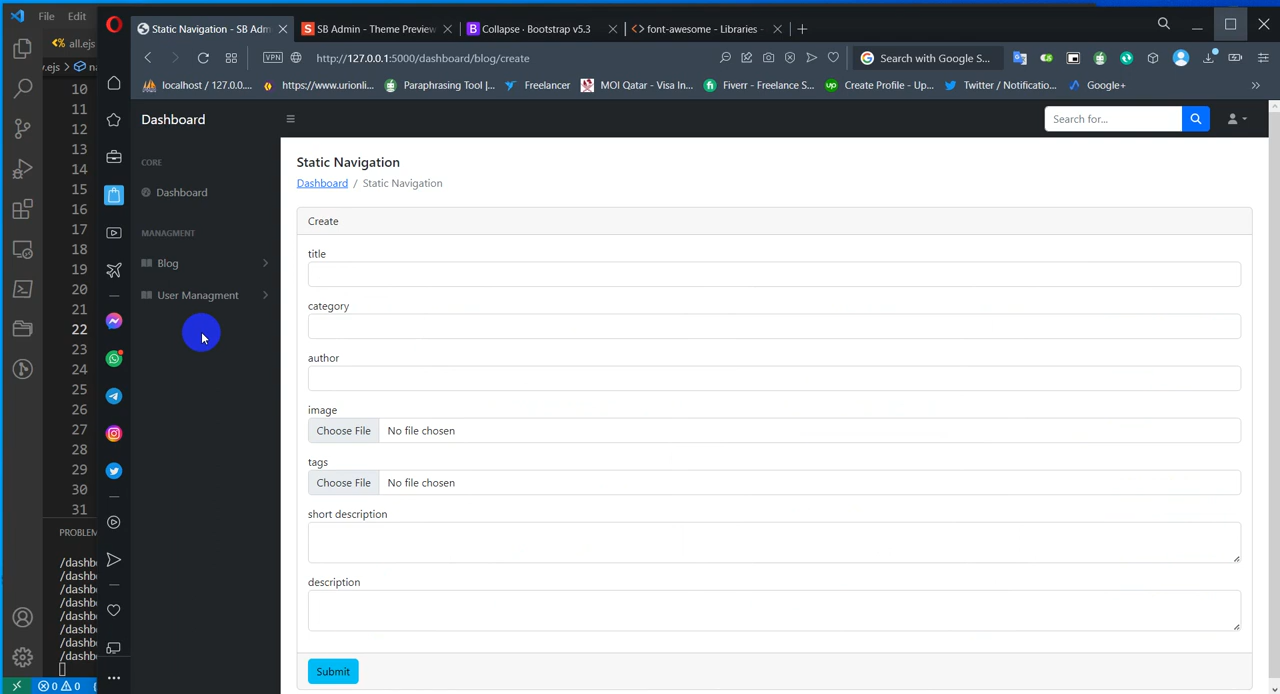 File Edit
all.ejs
.ejs > na
10
11
12
13
14
15
16
17
18
19
20
21
22
23
24
25
26
27
28
29
30
31
PROBLEM
/dashb
/dashb
/dashb
/dashb
/dashb
/dashb
/dashb
/dashb
0 0
Static Navigation - SB Adm
SB Admin - Theme Preview
Collapse · Bootstrap v5.3
font-awesome - Libraries -
VPN
http://127.0.0.1:5000/dashboard/blog/create
Search with Google S...
localhost / 127.0.0....
https://www.urionli...
Paraphrasing Tool |...
Freelancer
MOI Qatar - Visa In...
Fiverr - Freelance S...
Create Profile - Up...
Twitter / Notificatio...
Google+
Dashboard
Search for...
CORE
Dashboard
MANAGMENT
Blog
User Managment
Static Navigation
Dashboard / Static Navigation
Create
title
category
author
image
Choose File No file chosen
tags
Choose File No file chosen
short description
description
Submit